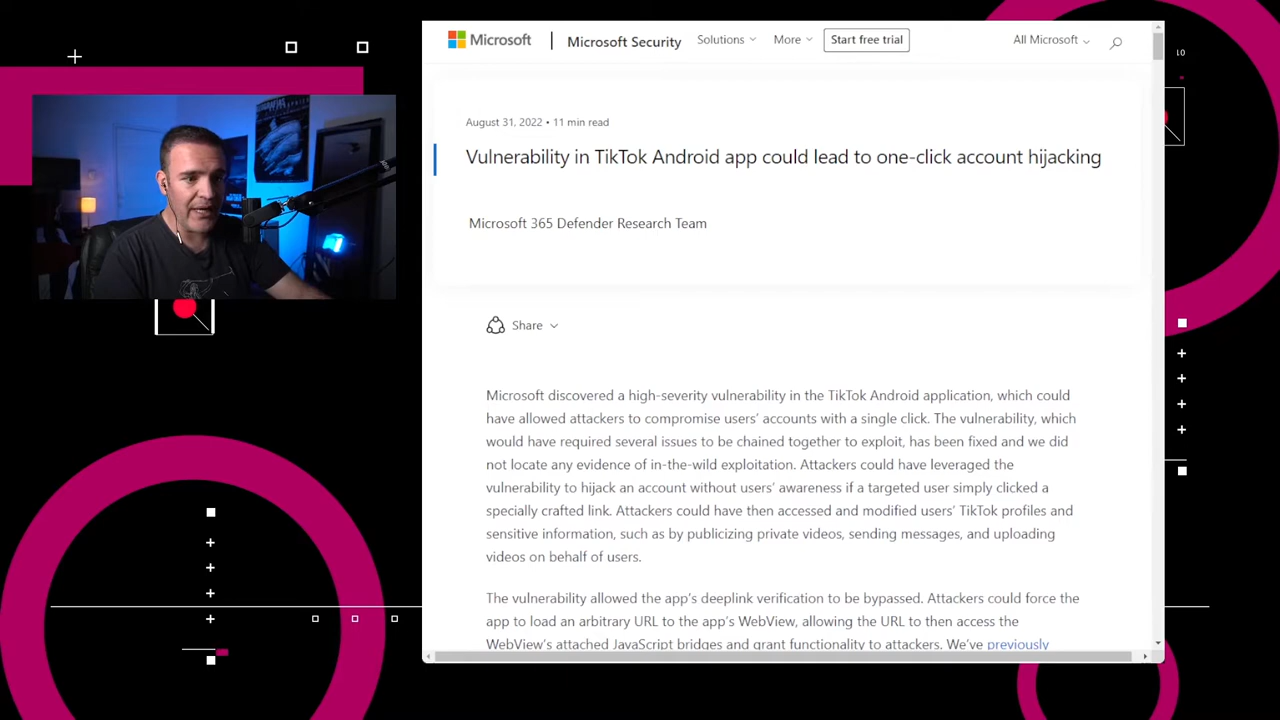 Microsoft
Microsoft Security
Solutions
More
Start free trial
All Microsoft
10
August 31, 2022 • 11 min read
Vulnerability in TikTok Android app could lead to one-click account hijacking
Microsoft 365 Defender Research Team
Share
Microsoft discovered a high-severity vulnerability in the TikTok Android application, which could
have allowed attackers to compromise users’ accounts with a single click. The vulnerability, which
would have required several issues to be chained together to exploit, has been fixed and we did
not locate any evidence of in-the-wild exploitation. Attackers could have leveraged the
vulnerability to hijack an account without users’ awareness if a targeted user simply clicked a
specially crafted link. Attackers could have then accessed and modified users’ TikTok profiles and
sensitive information, such as by publicizing private videos, sending messages, and uploading
videos on behalf of users.
The vulnerability allowed the app’s deeplink verification to be bypassed. Attackers could force the
app to load an arbitrary URL to the app’s WebView, allowing the URL to then access the
WebView’s attached JavaScript bridges and grant functionality to attackers. We’ve previously